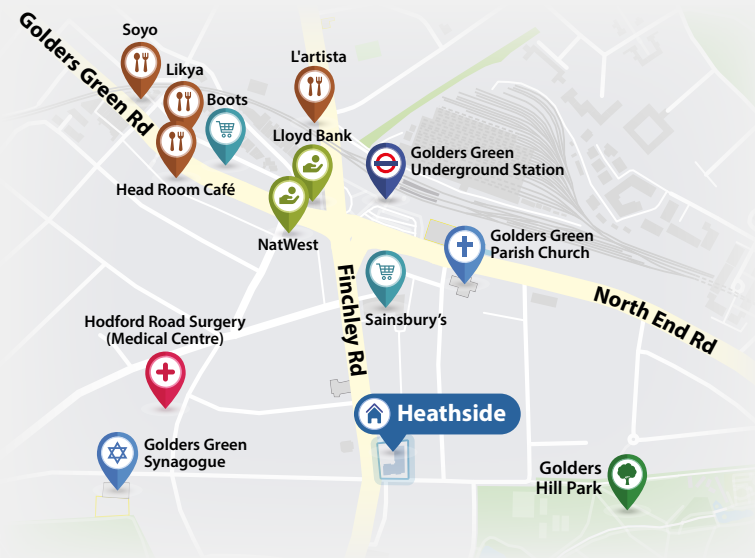 Soyo
Golders Green Rd
Likya
L'artista
Boots
Lloyd Bank
Golders Green
Underground Station
Head Room Café
NatWest
Golders Green
Parish Church
Finchley Rd
North End Rd
Sainsbury's
Hodford Road Surgery
(Medical Centre)
Heathside
Golders Green
Synagogue
Golders
Hill Park